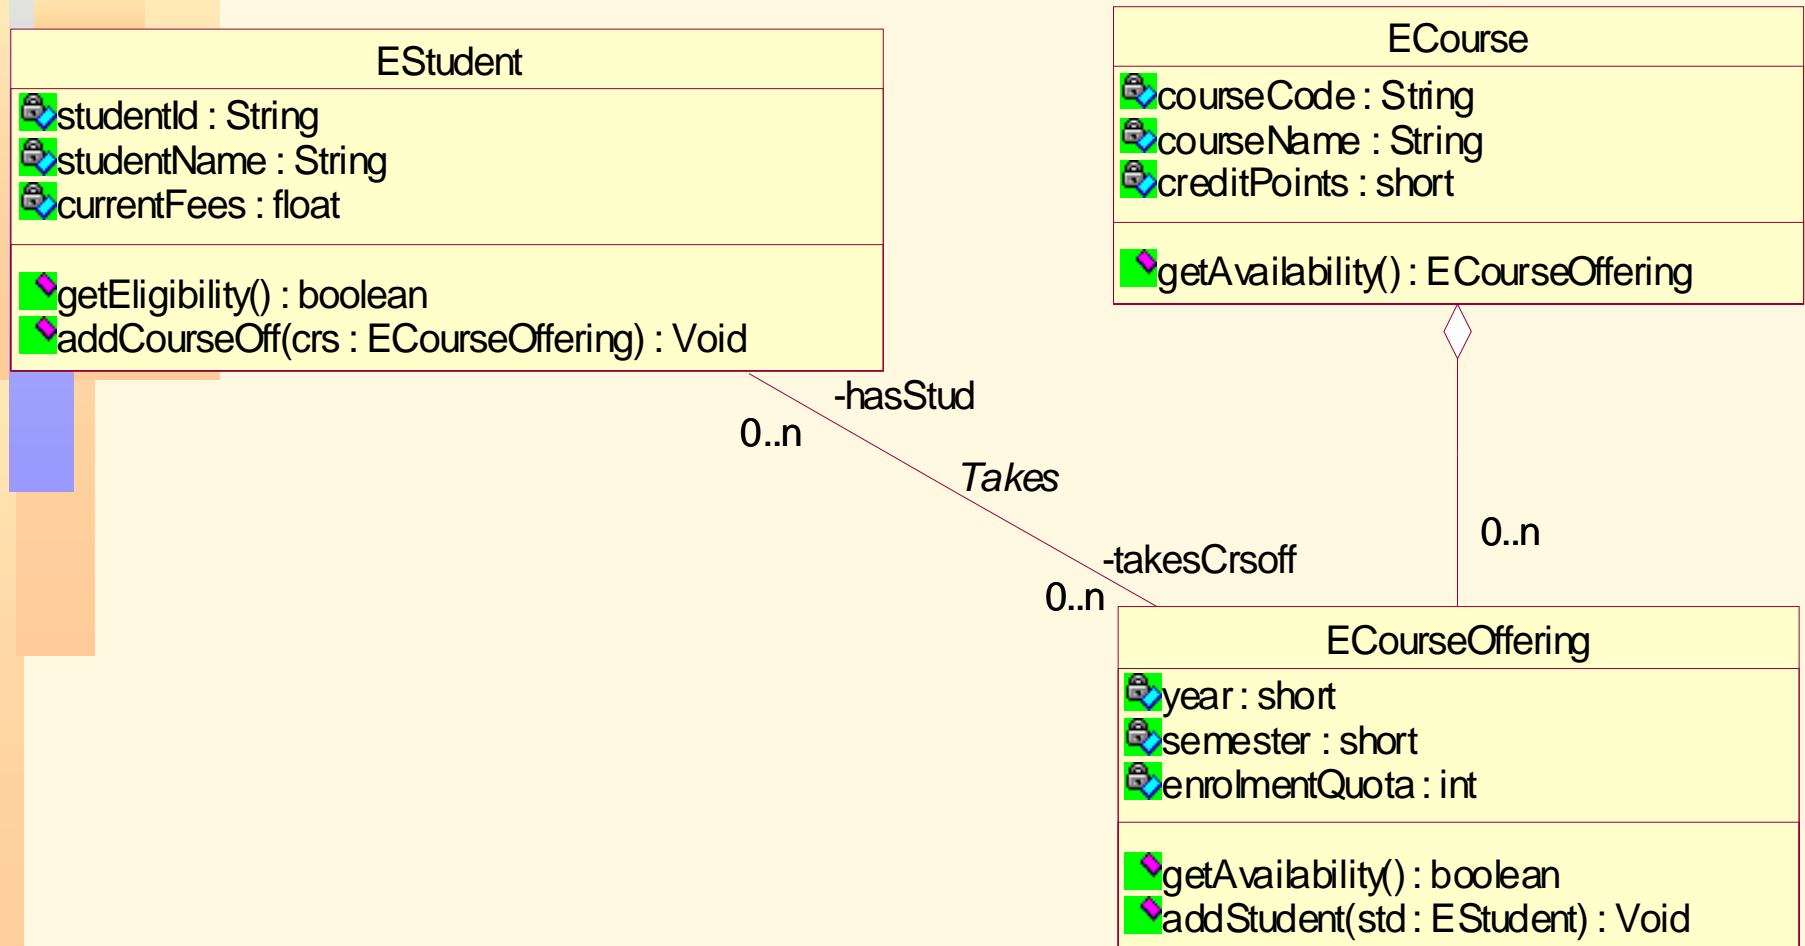 EStudent
studentId : String
studentName : String
currentFees : float
getEligibility() : boolean
addCourseOff(crs : ECourseOffering) : Void
ECourse
courseCode : String
courseName : String
creditPoints : short
getAvailability() : ECourseOffering
-hasStud
0..n
Takes
-takesCrsoff
0..n
0..n
ECourseOffering
year : short
semester : short
enrolmentQuota : int
getAvailability() : boolean
addStudent(std : EStudent) : Void